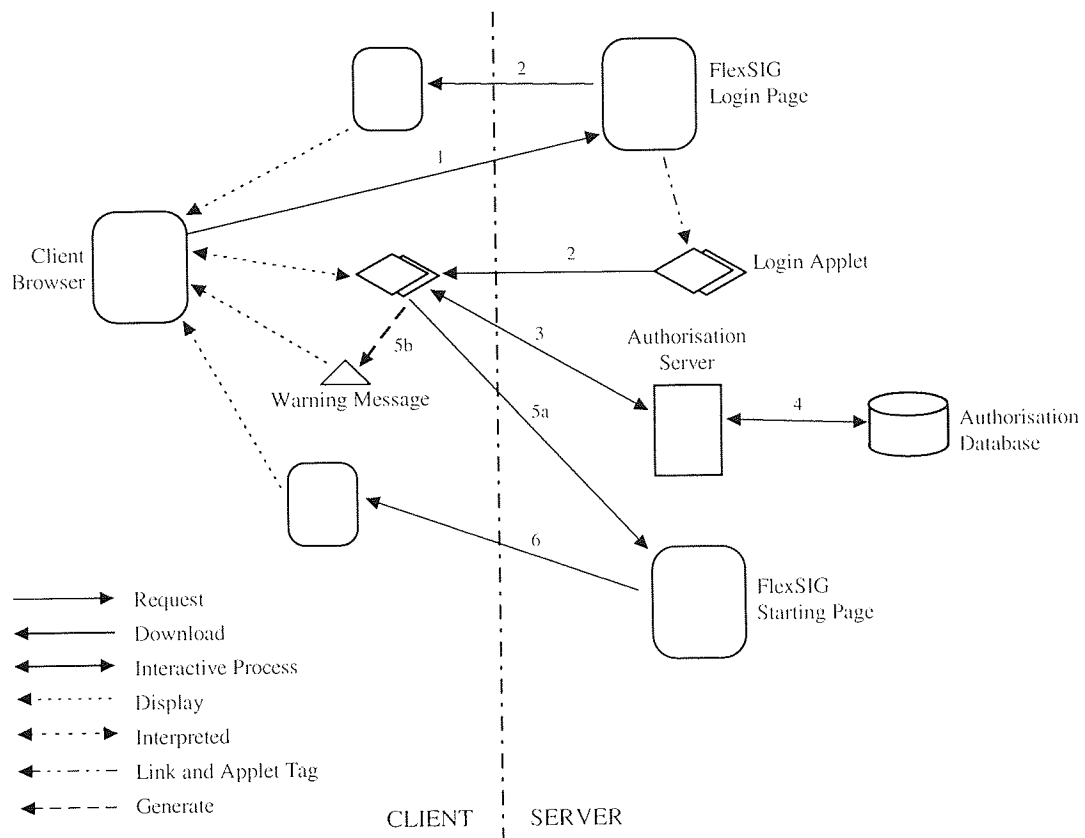 2
FlexSIG
Login Page
1
Client
Browser
2
Login Applet
3
Authorisation
Server
5b
Warning Message
5a
4
Authorisation
Database
6
FlexSIG
Starting Page
Request
Download
Interactive Process
Display
Interpreted
Link and Applet Tag
Generate
CLIENT
SERVER